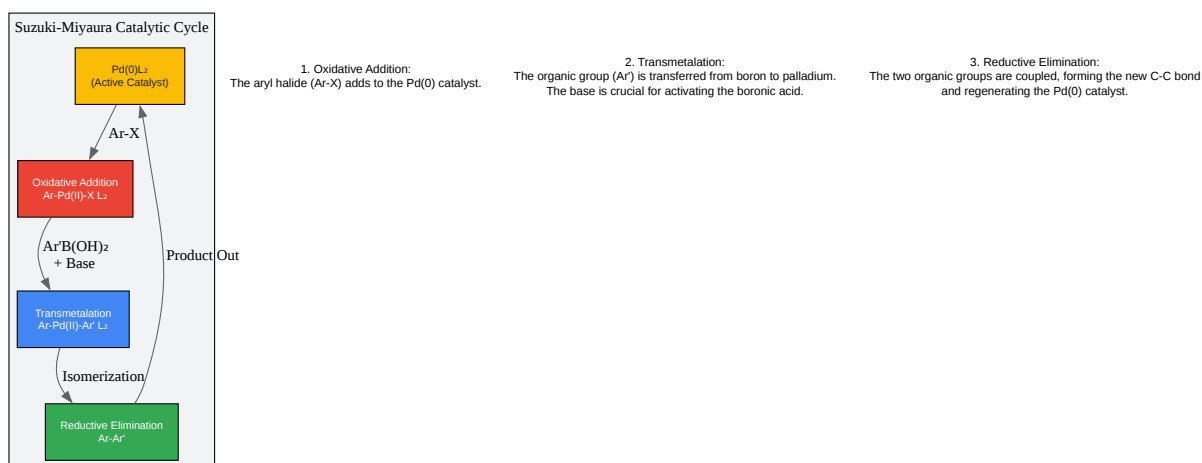 Suzuki-Miyaura Catalytic Cycle
Pd(0)L₂
(Active Catalyst)
Ar-X
Oxidative Addition
Ar-Pd(II)-X L₂
Ar'B(OH)₂
+ Base
Product Out
Transmetalation
Ar-Pd(II)-Ar' L₂
Isomerization
Reductive Elimination
Ar-Ar'
1. Oxidative Addition:
The aryl halide (Ar-X) adds to the Pd(0) catalyst.
2. Transmetalation:
The organic group (Ar') is transferred from boron to palladium.
The base is crucial for activating the boronic acid.
3. Reductive Elimination:
The two organic groups are coupled, forming the new C-C bond
and regenerating the Pd(0) catalyst.